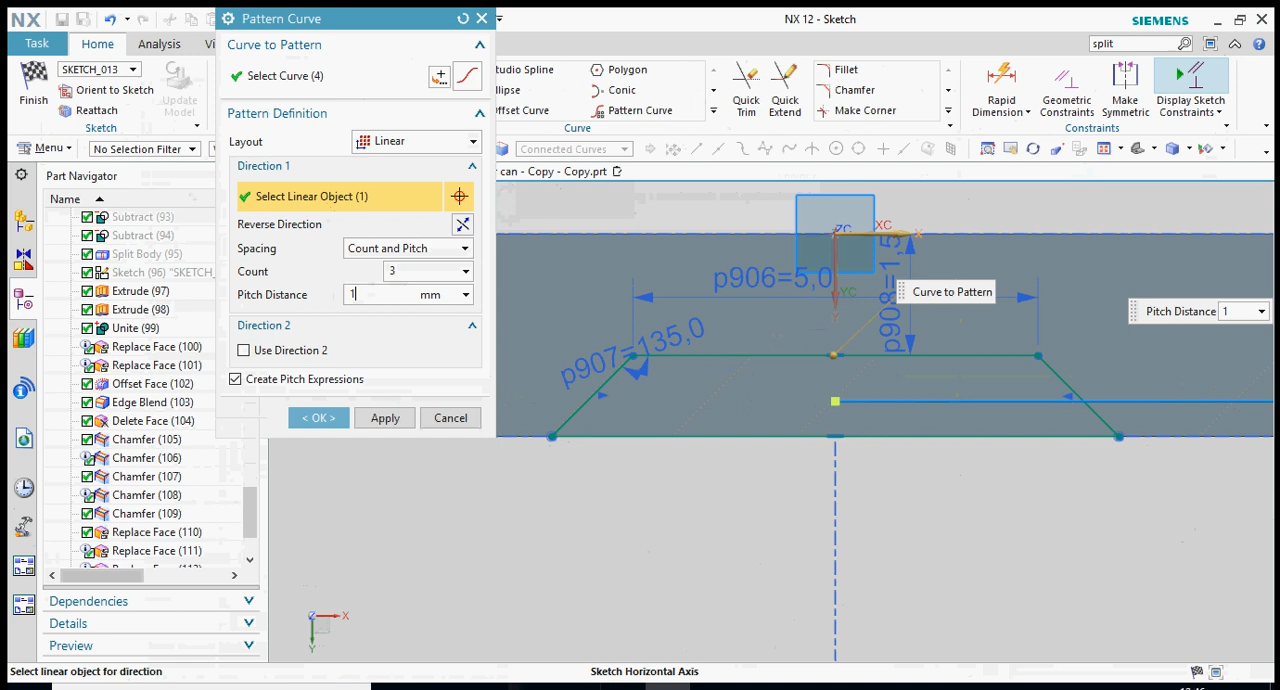 NX
NX 12 - Sketch
SIEMENS
Task
Home
Analysis
split
Finish
SKETCH_013
Orient to Sketch
Reattach
Update
Model
Sketch
Pattern Curve
tudio Spline
Polygon
llipse
Conic
ffset Curve
Pattern Curve
Curve
Quick
Trim
Quick
Extend
Fillet
Chamfer
Make Corner
Rapid
Dimension
Geometric
Constraints
Make
Symmetric
Display Sketch
Constraints
Constraints
Menu
No Selection Filter
Connected Curves
r can - Copy - Copy.prt
Part Navigator
Name
Subtract (93)
Subtract (94)
Split Body (95)
Sketch (96) "SKETCH_
Extrude (97)
Extrude (98)
Unite (99)
Replace Face (100)
Replace Face (101)
Offset Face (102)
Edge Blend (103)
Delete Face (104)
Chamfer (105)
Chamfer (106)
Chamfer (107)
Chamfer (108)
Chamfer (109)
Replace Face (110)
Replace Face (111)
Dependencies
Details
Preview
Curve to Pattern
Select Curve (4)
Pattern Definition
Layout
Linear
Direction 1
Select Linear Object (1)
Reverse Direction
Spacing
Count and Pitch
Count
3
Pitch Distance
1
mm
Direction 2
Use Direction 2
Create Pitch Expressions
< OK >
Apply
Cancel
ZC
XC
X
YC
Y
p906=5,0
p907=135,0
p908=1,5
Curve to Pattern
Pitch Distance 1
Z
X
Y
Select linear object for direction
Sketch Horizontal Axis